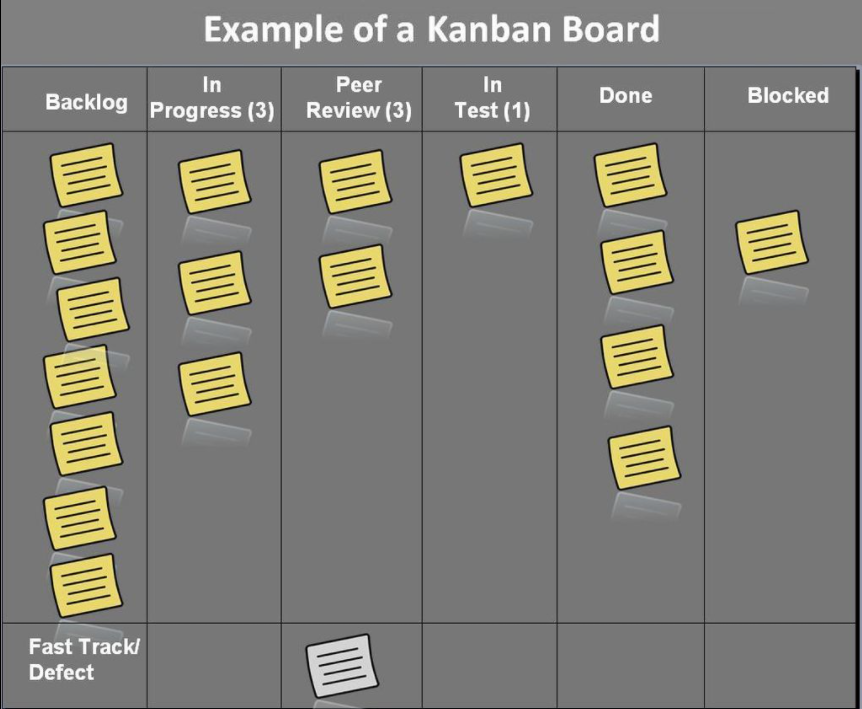 Example of a Kanban Board
Backlog
In
Progress (3)
Peer
Review (3)
In
Test (1)
Done
Blocked
Fast Track/
Defect